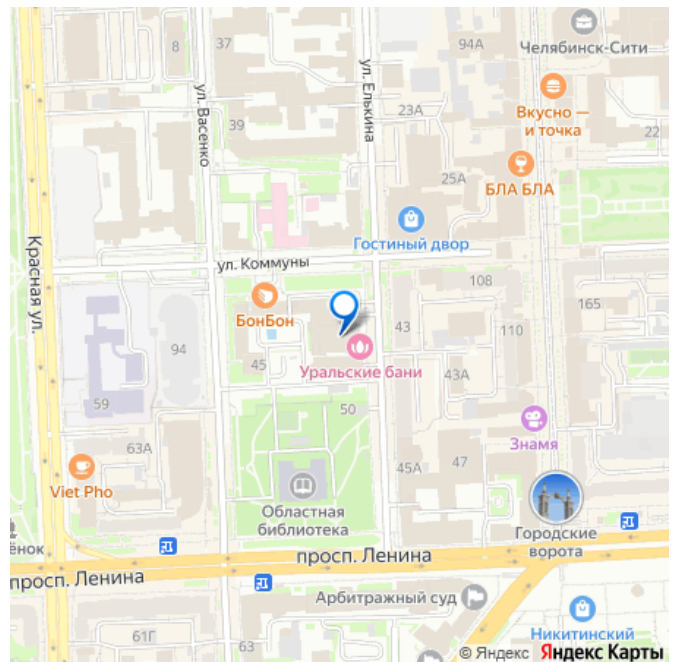 37
94А
8
Челябинск-Сити
ул. Елькина
ул. Васенко
23А
Вкусно —
и точка
39
22
25А
БЛА БЛА
Красная ул.
Гостиный двор
ул. Коммуны
108
БонБон
165
43
110
94
45
Уральские бани
43А
59
50
Знамя
63А
45А
47
Viet Pho
Областная
библиотека
Городские
ворота
ёнок
просп. Ленина
просп. Ленина
Арбитражный суд
61Г
63
Никитинский
© Яндекс Яндекс Карты